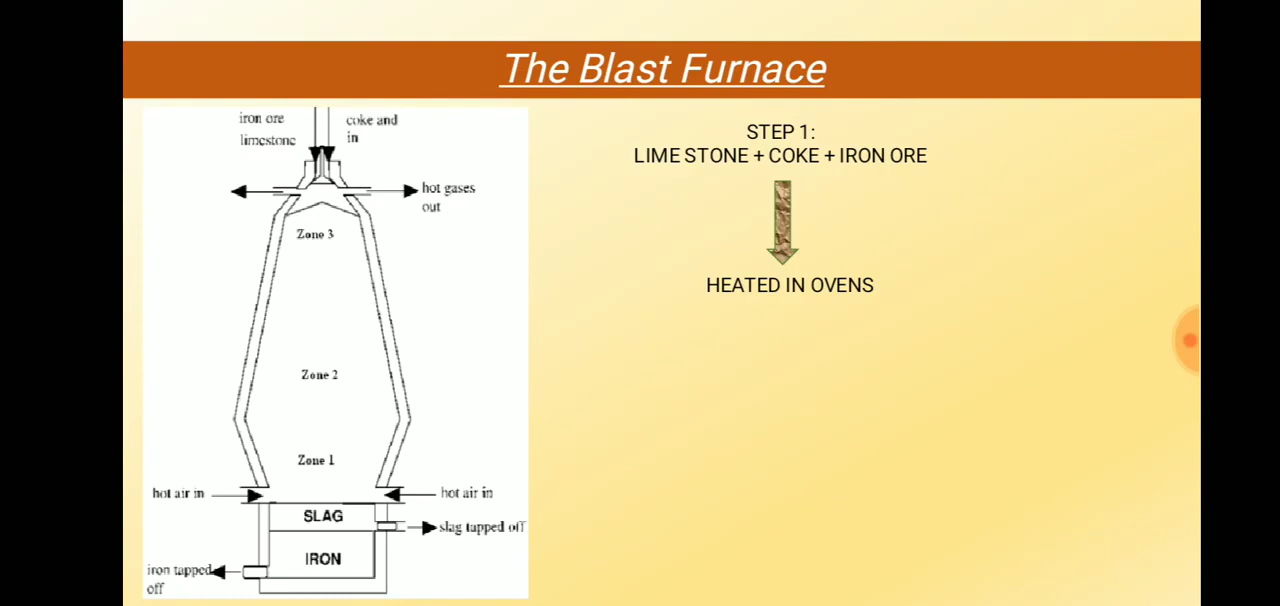 The Blast Furnace
iron ore
limestone
coke and
in
hot gases
out
Zone 3
Zone 2
Zone 1
hot air in
hot air in
SLAG
slag tapped off
IRON
iron tapped
off
STEP 1:
LIME STONE + COKE + IRON ORE
HEATED IN OVENS